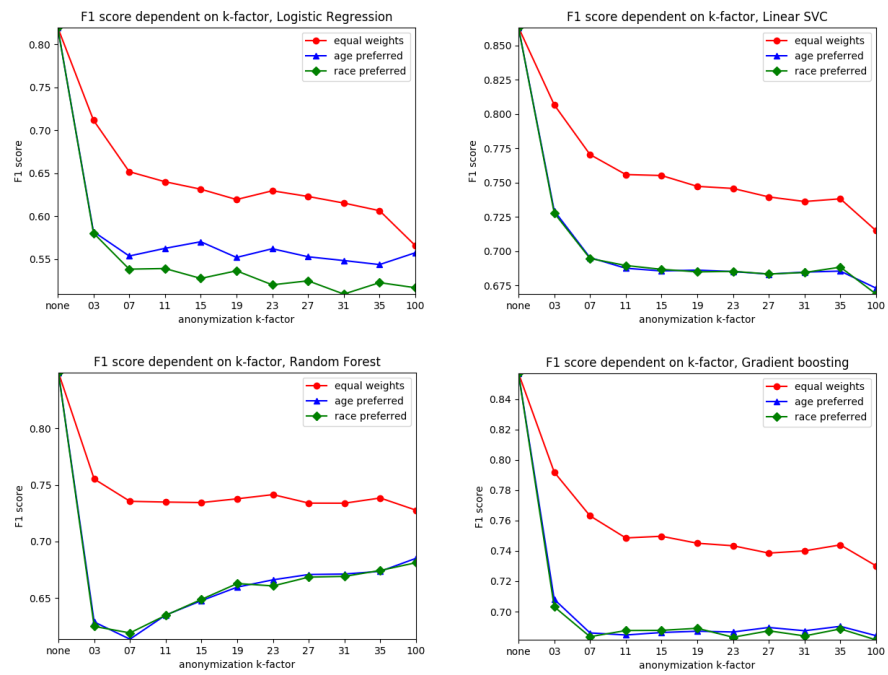 F1 score dependent on k-factor, Logistic Regression
equal weights
age preferred
race preferred
0.80
0.75
0.70
0.65
0.60
0.55
F1 score
none 03 07 11 15 19 23 27 31 35 100
anonymization k-factor
F1 score dependent on k-factor, Linear SVC
equal weights
age preferred
race preferred
0.850
0.825
0.800
0.775
0.750
0.725
0.700
0.675
F1 score
none 03 07 11 15 19 23 27 31 35 100
anonymization k-factor
F1 score dependent on k-factor, Random Forest
equal weights
age preferred
race preferred
0.80
0.75
0.70
0.65
F1 score
none 03 07 11 15 19 23 27 31 35 100
anonymization k-factor
F1 score dependent on k-factor, Gradient boosting
equal weights
age preferred
race preferred
0.84
0.82
0.80
0.78
0.76
0.74
0.72
0.70
F1 score
none 03 07 11 15 19 23 27 31 35 100
anonymization k-factor